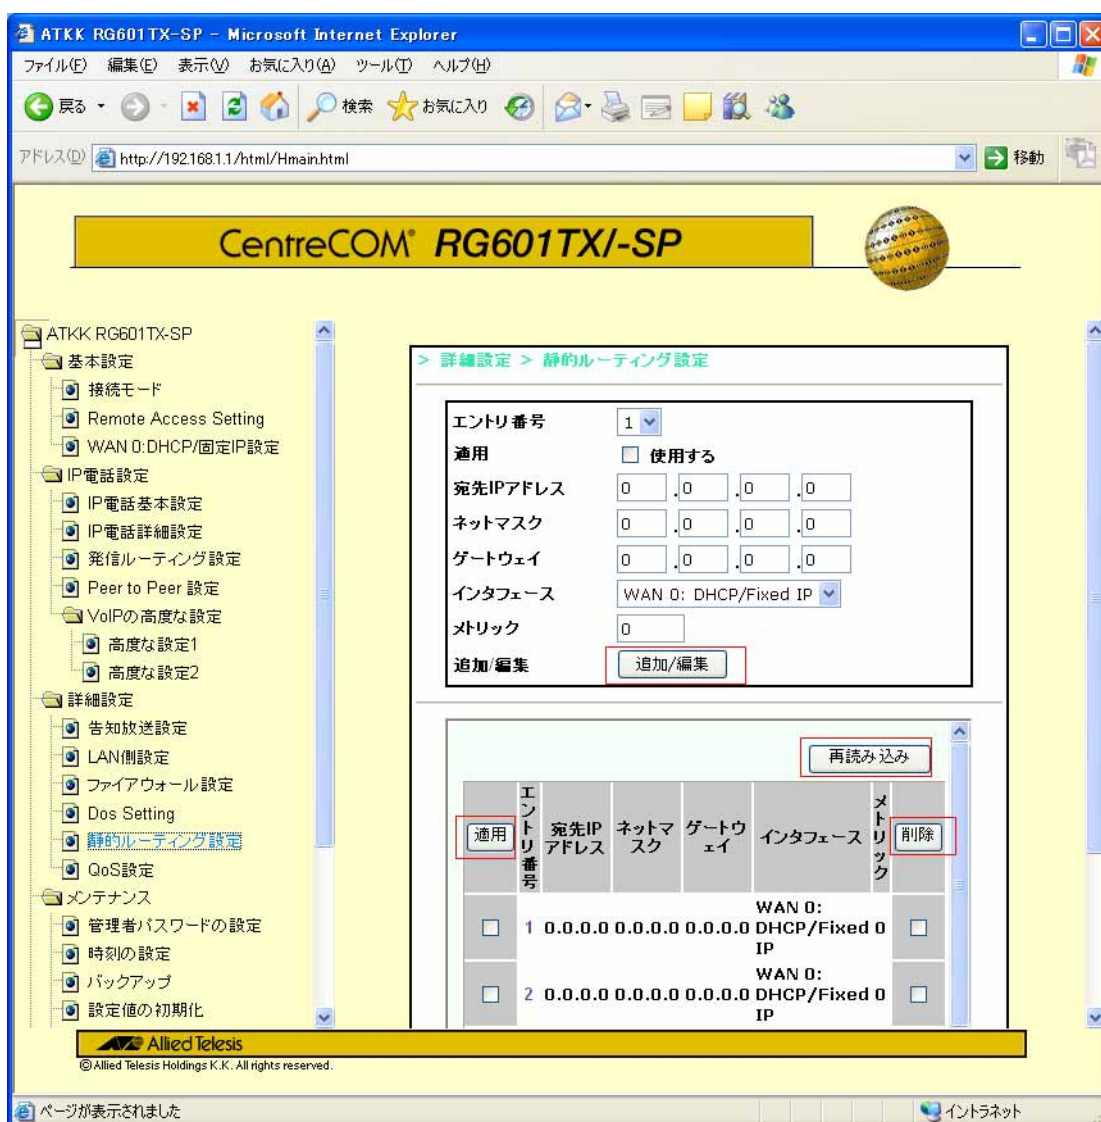 ATKK RG601TX-SP - Microsoft Internet Explorer
ファイル(F) 編集(E) 表示(V) お気に入り(A) ツール(T) ヘルプ(H)
戻る 検索 お気に入り
アドレス(D) http://192.168.1.1/html/Hmain.html 移動
CentreCOM® RG601TX/-SP
ATKK RG601TX-SP
基本設定
接続モード
Remote Access Setting
WAN 0:DHCP/固定IP設定
IP電話設定
IP電話基本設定
IP電話詳細設定
発信ルーティング設定
Peer to Peer 設定
VoIPの高度な設定
高度な設定1
高度な設定2
詳細設定
告知放送設定
LAN側設定
ファイアウォール設定
Dos Setting
静的ルーティング設定
QoS設定
メンテナンス
管理者パスワードの設定
時刻の設定
バックアップ
設定値の初期化
> 詳細設定 > 静的ルーティング設定
エントリ番号 1
適用 使用する
宛先IPアドレス 0 .0 .0 .0
ネットマスク 0 .0 .0 .0
ゲートウェイ 0 .0 .0 .0
インタフェース WAN 0: DHCP/Fixed IP
メトリック 0
追加/編集 追加/編集
再読み込み
適用 エントリ番号 宛先IPアドレス ネットマスク ゲートウェイ インタフェース メトリック 削除
1 0.0.0.0 0.0.0.0 0.0.0.0 WAN 0: DHCP/Fixed IP 0
2 0.0.0.0 0.0.0.0 0.0.0.0 WAN 0: DHCP/Fixed IP 0
Allied Telesis
© Allied Telesis Holdings K.K. All rights reserved.
ページが表示されました イントラネット